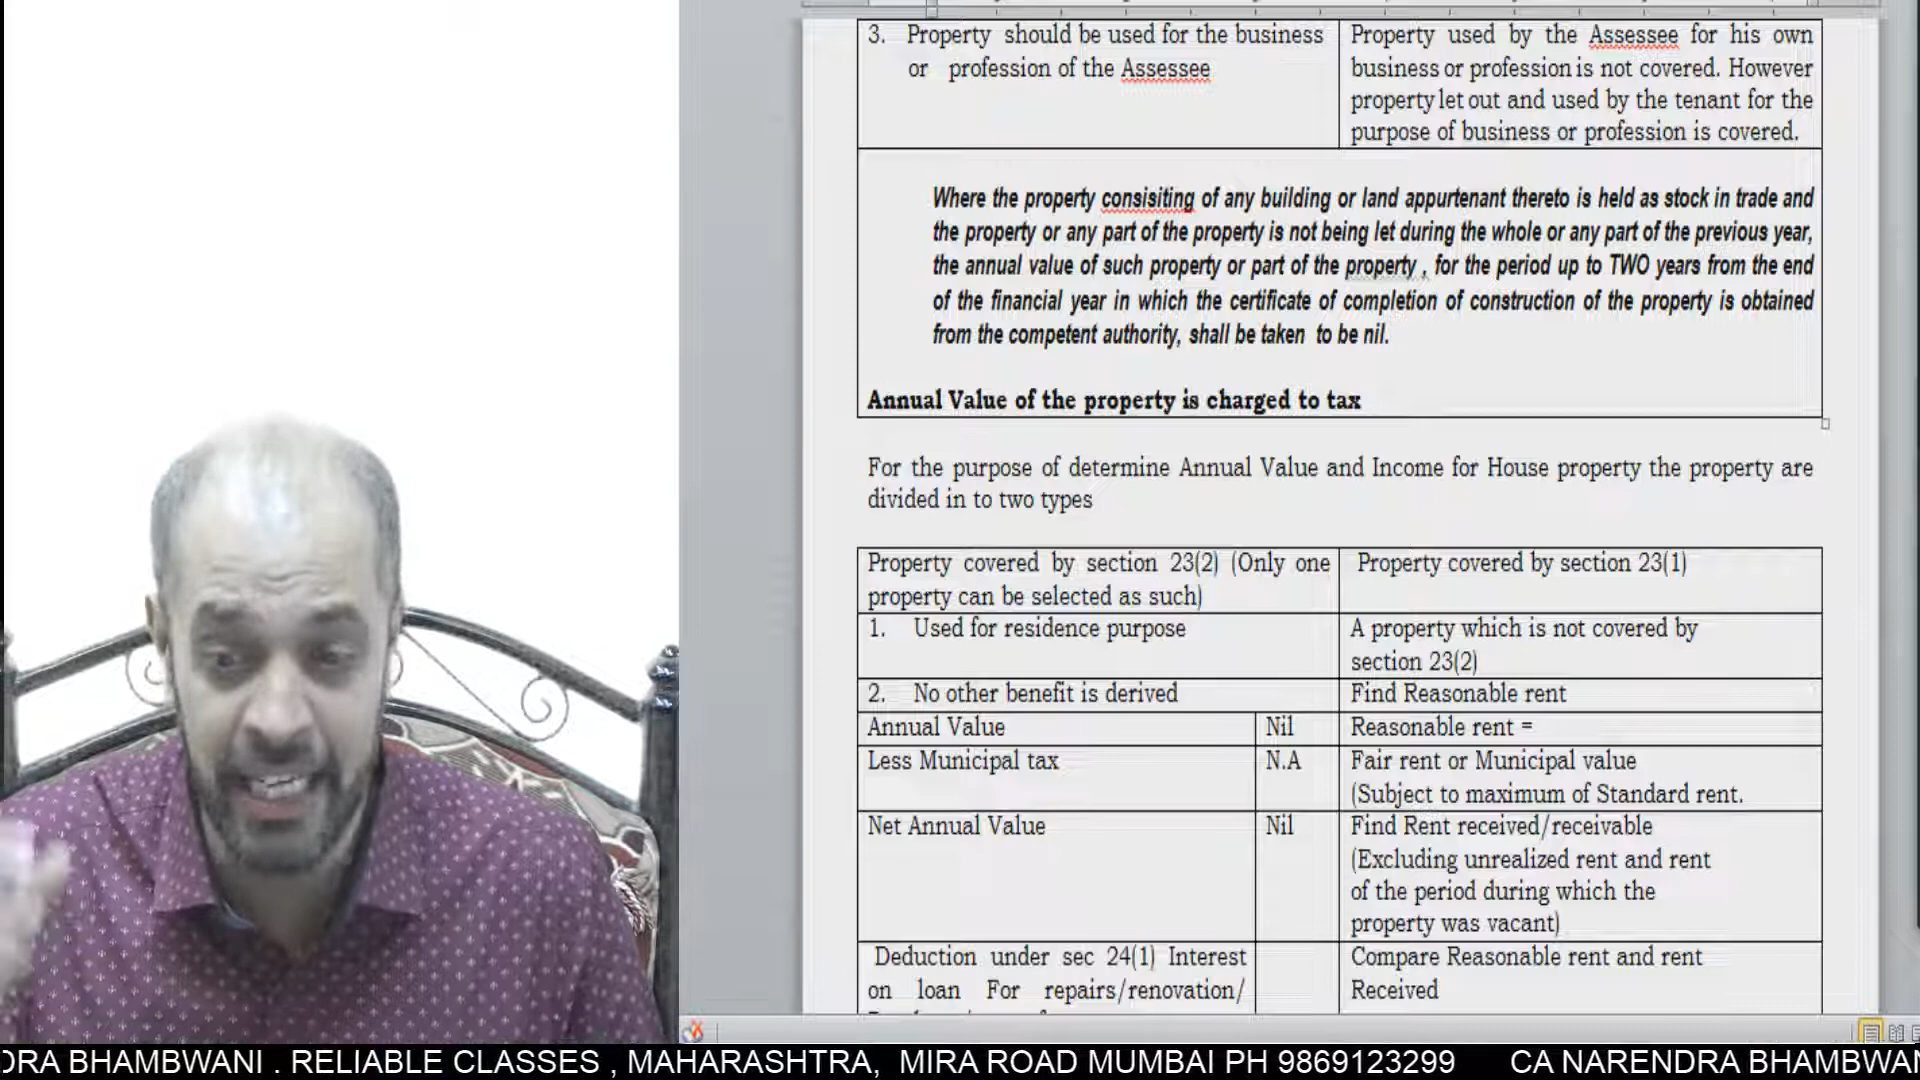 3. Property should be used for the business
or profession of the Assessee
Property used by the Assessee for his own
business or profession is not covered. However
property let out and used by the tenant for the
purpose of business or profession is covered.
Where the property consisiting of any building or land appurtenant thereto is held as stock in trade and
the property or any part of the property is not being let during the whole or any part of the previous year,
the annual value of such property or part of the property , for the period up to TWO years from the end
of the financial year in which the certificate of completion of construction of the property is obtained
from the competent authority, shall be taken to be nil.
Annual Value of the property is charged to tax
For the purpose of determine Annual Value and Income for House property the property are
divided in to two types
Property covered by section 23(2) (Only one
property can be selected as such)
Property covered by section 23(1)
1. Used for residence purpose
A property which is not covered by
section 23(2)
2. No other benefit is derived
Find Reasonable rent
Annual Value Nil
Reasonable rent =
Less Municipal tax N.A
Fair rent or Municipal value
(Subject to maximum of Standard rent.
Net Annual Value Nil
Find Rent received/receivable
(Excluding unrealized rent and rent
of the period during which the
property was vacant)
Deduction under sec 24(1) Interest
on loan For repairs/renovation/
Compare Reasonable rent and rent
Received
DRA BHAMBWANI . RELIABLE CLASSES , MAHARASHTRA, MIRA ROAD MUMBAI PH 9869123299 CA NARENDRA BHAMBWAN